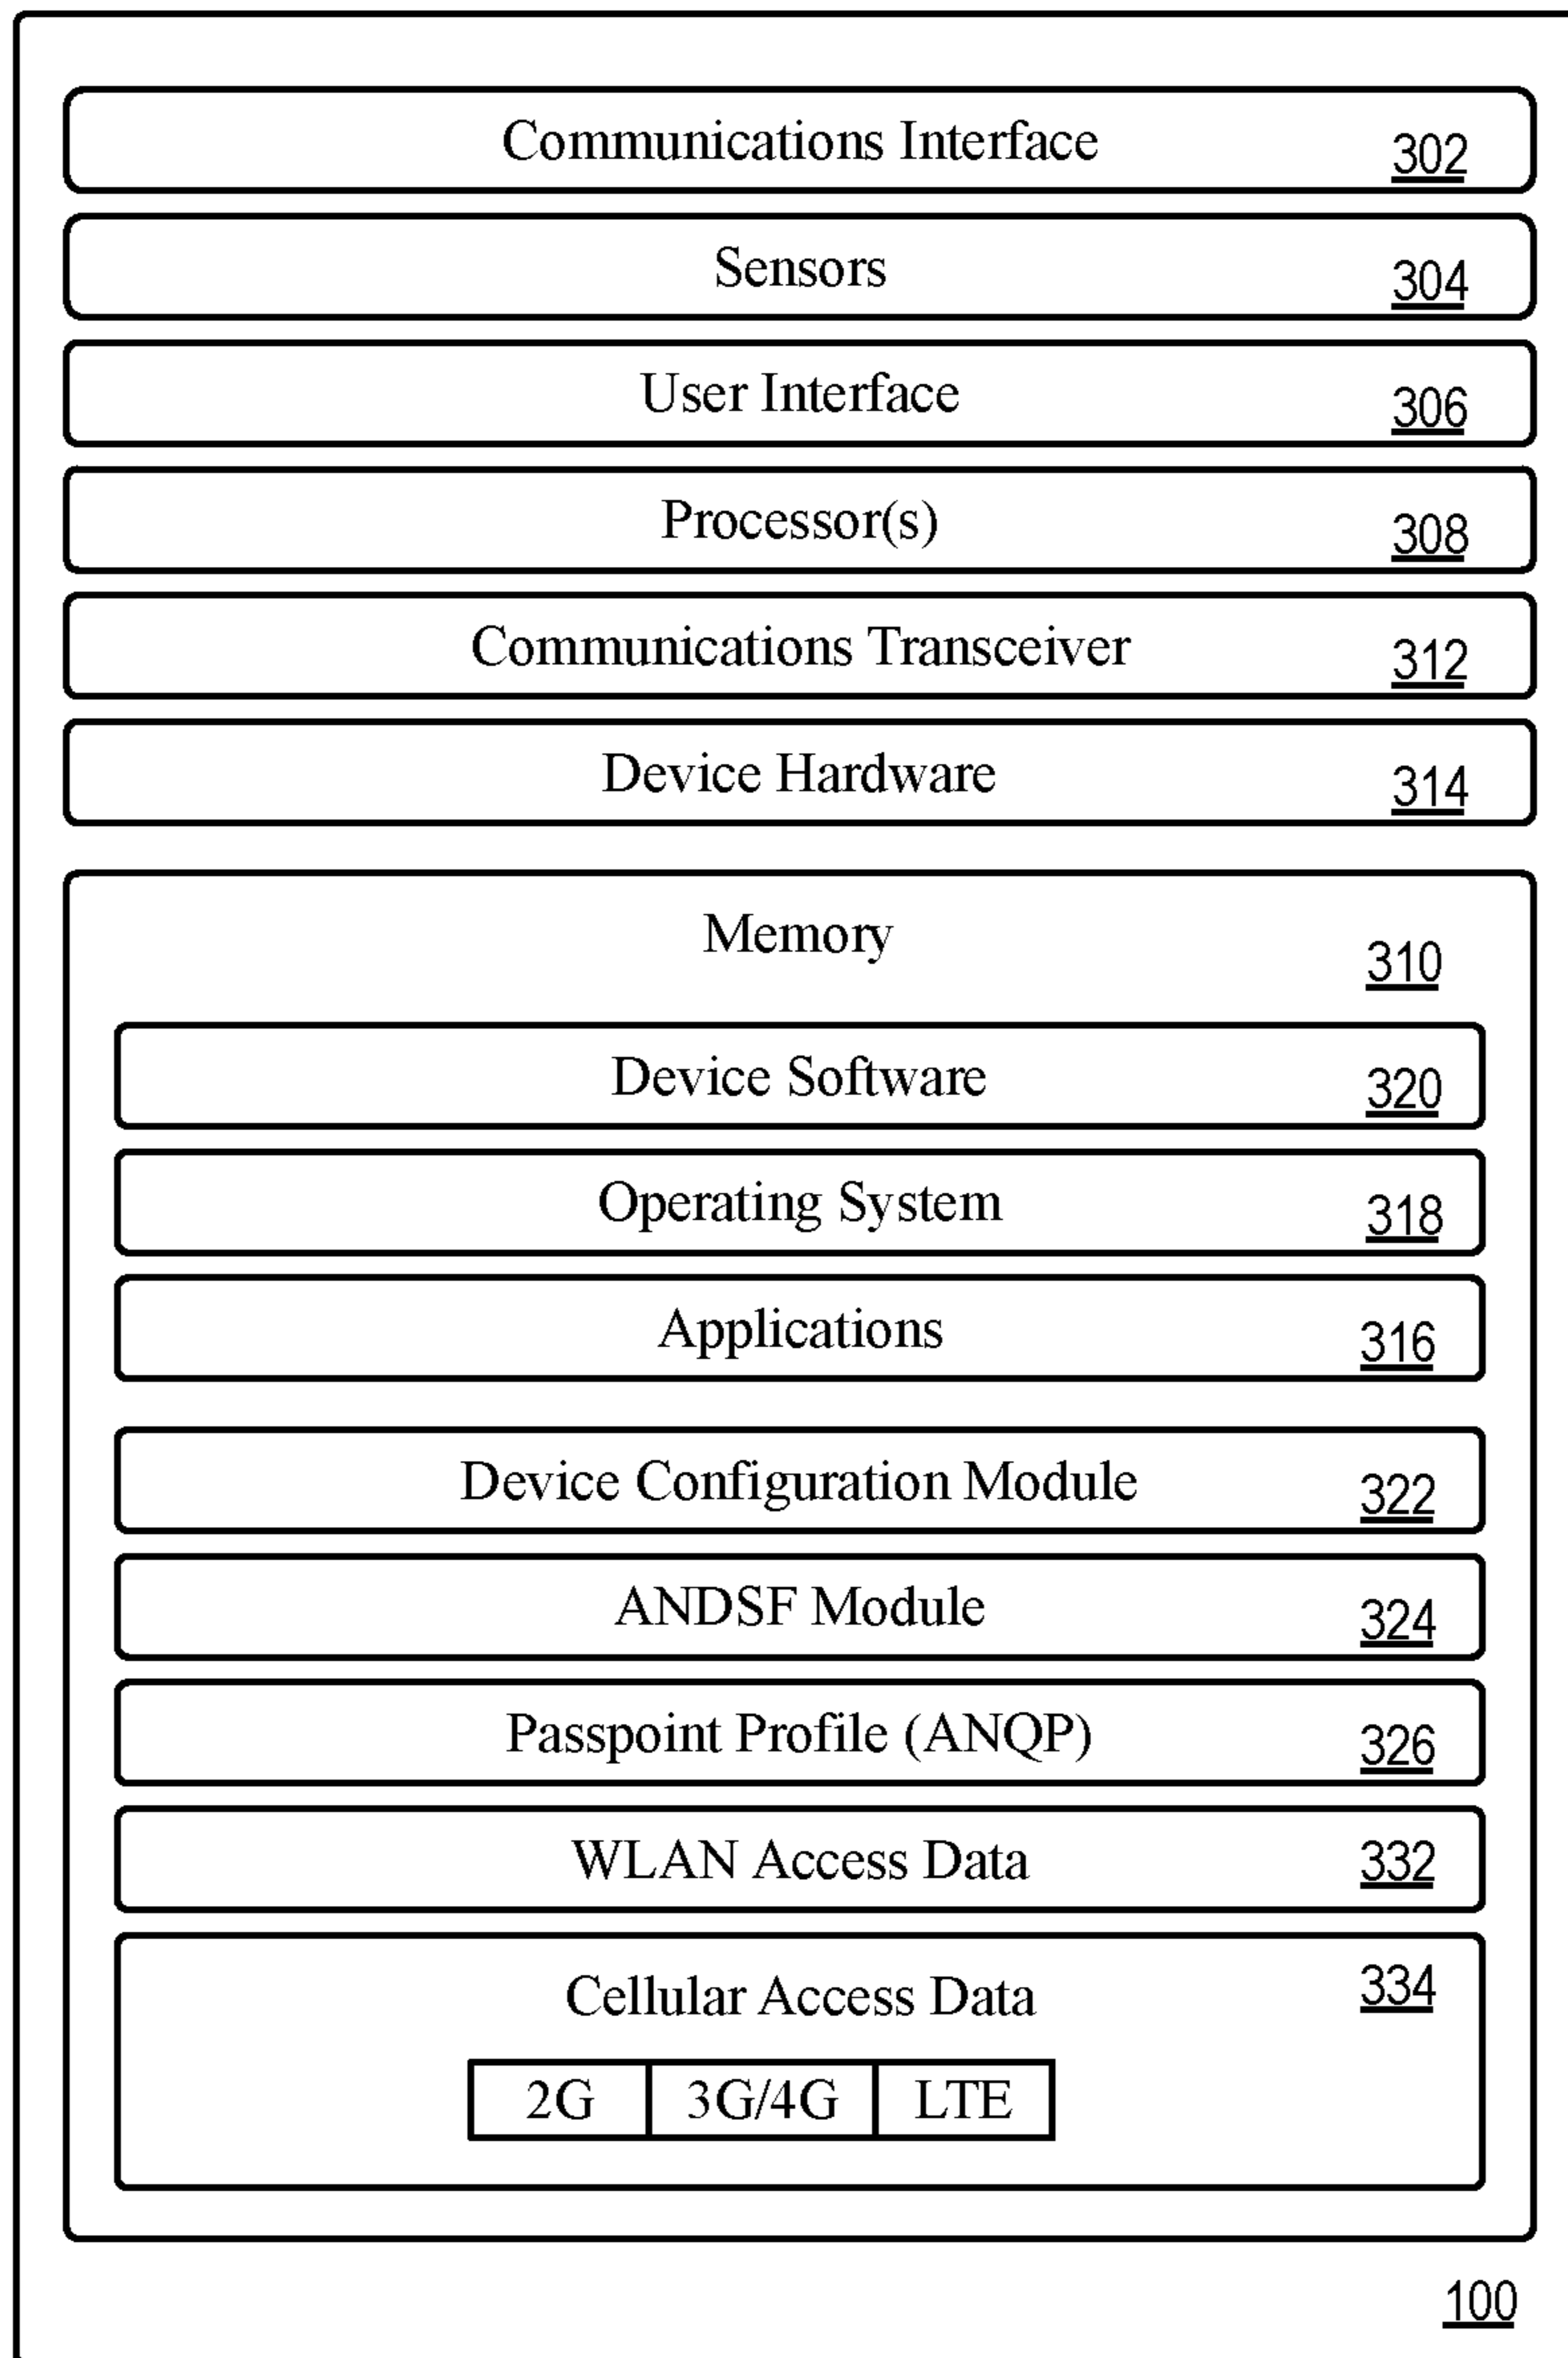 Communications Interface 302
Sensors 304
User Interface 306
Processor(s) 308
Communications Transceiver 312
Device Hardware 314
Memory 310
Device Software 320
Operating System 318
Applications 316
Device Configuration Module 322
ANDSF Module 324
Passpoint Profile (ANQP) 326
WLAN Access Data 332
Cellular Access Data 334
2G 3G/4G LTE
100